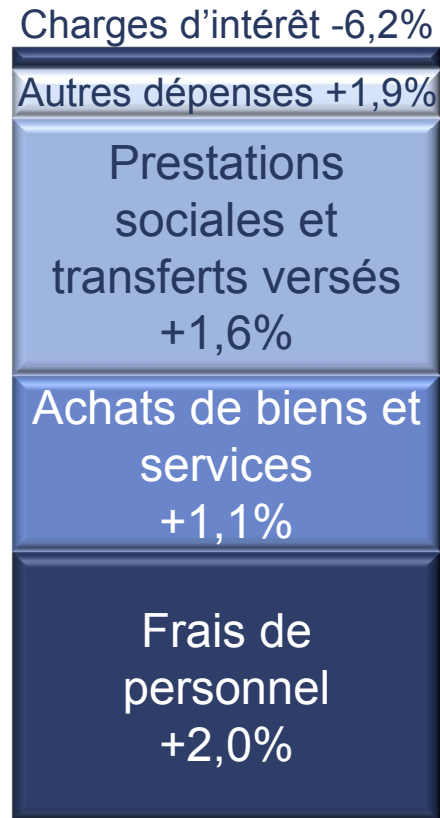 Charges d’intérêt -6,2%
Autres dépenses +1,9%
Prestations
sociales et
transferts versés
+1,6%
Achats de biens et
services
+1,1%
Frais de
personnel
+2,0%